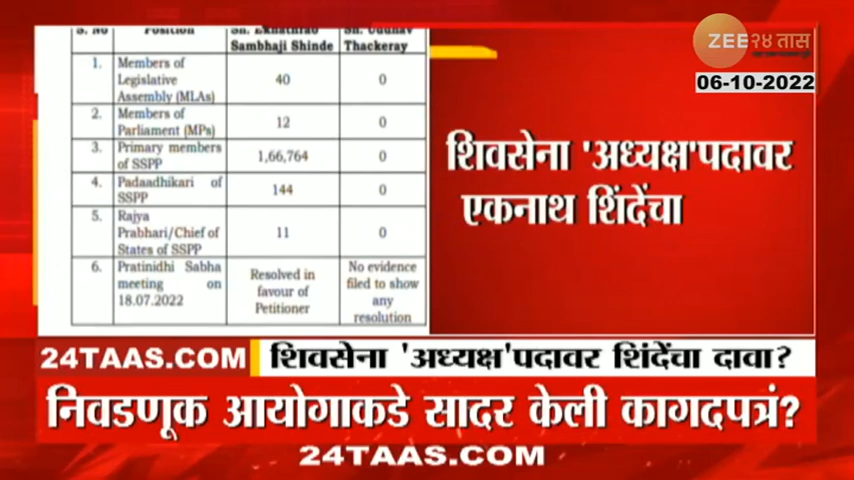 S. No Position Sh. Eknathrao Sambhaji Shinde Sh. Uddhav Thackeray
1. Members of Legislative Assembly (MLAs) 40 0
2. Members of Parliament (MPs) 12 0
3. Primary members of SSPP 1,66,764 0
4. Padaadhikari of SSPP 144 0
5. Rajya Prabhari/Chief of States of SSPP 11 0
6. Pratinidhi Sabha meeting on 18.07.2022 Resolved in favour of Petitioner No evidence filed to show any resolution
ZEE २४ तास
06-10-2022
शिवसेना 'अध्यक्ष'पदावर
एकनाथ शिंदेंचा
24TAAS.COM शिवसेना 'अध्यक्ष'पदावर शिंदेंचा दावा?
निवडणूक आयोगाकडे सादर केली कागदपत्रं?
24TAAS.COM